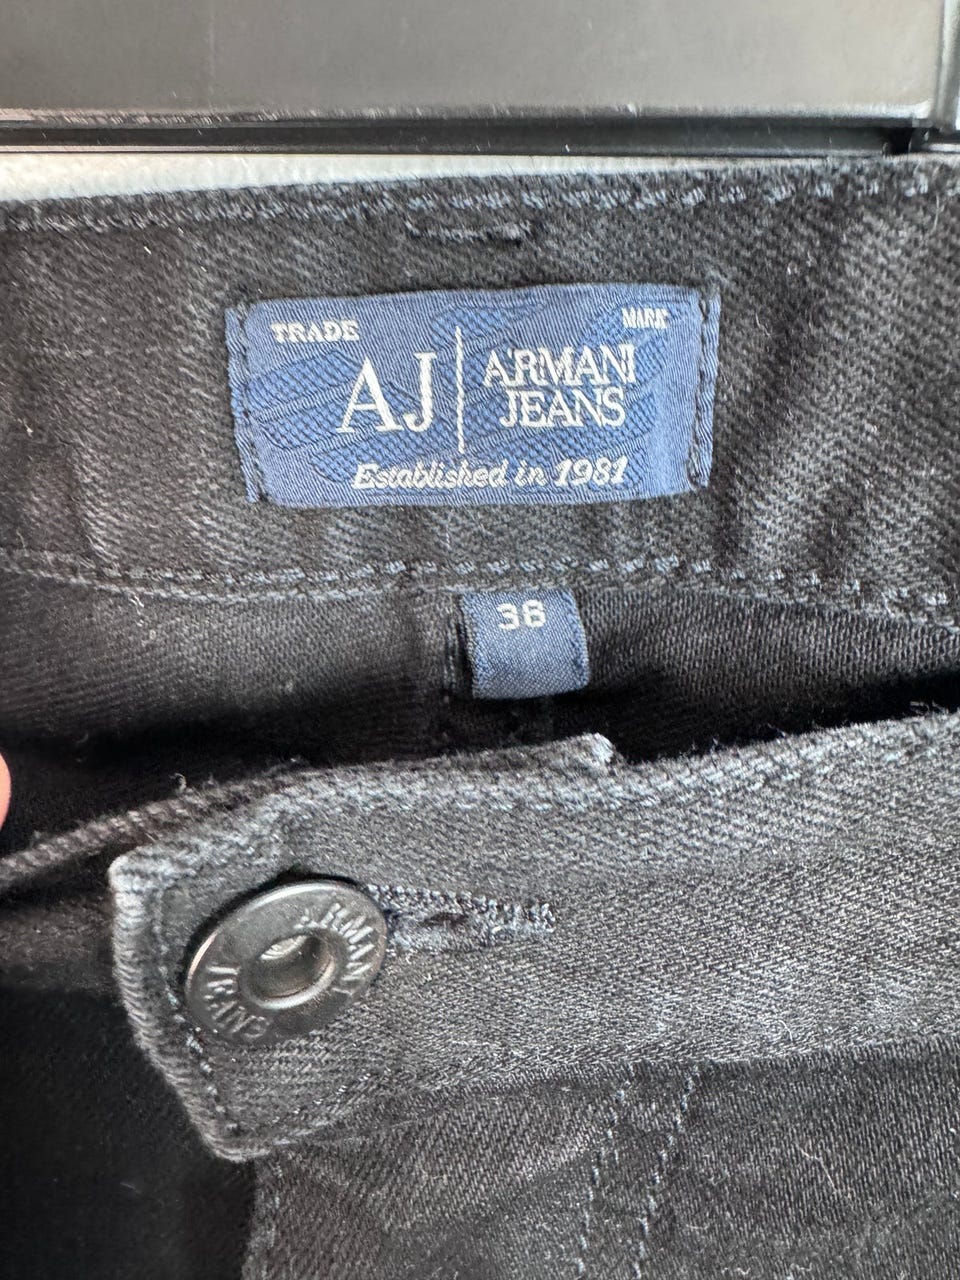 TRADE MARK
AJ ARMANI
JEANS
Established in 1981
38
ARMANI
JEANS